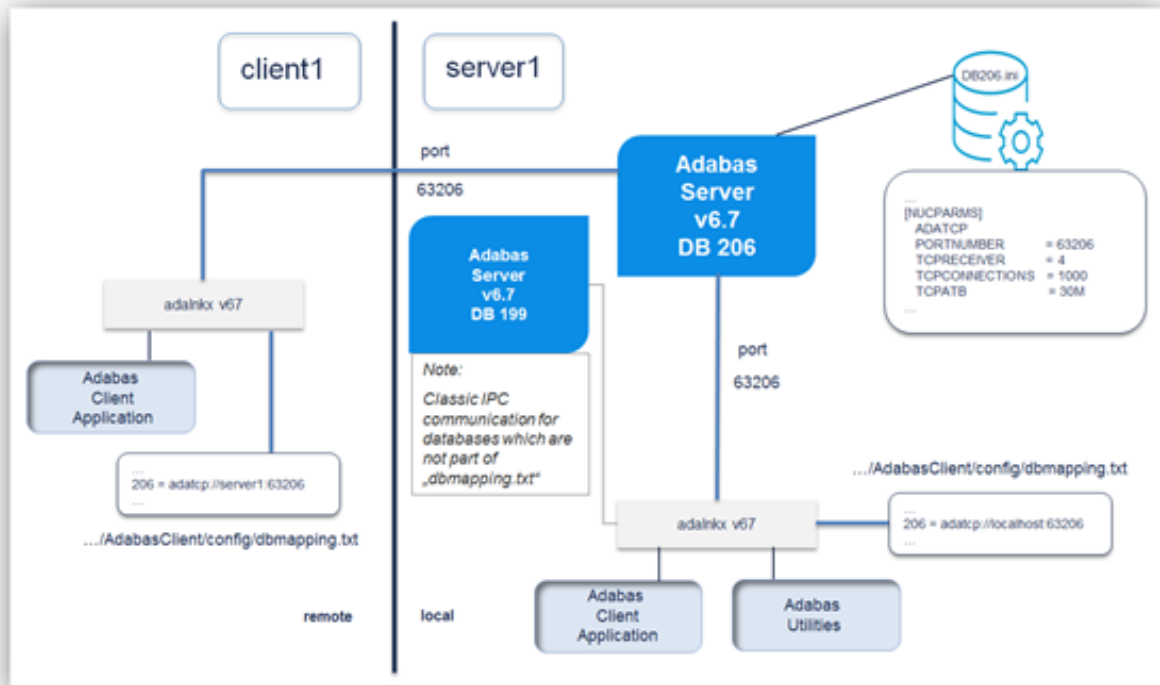 client1
server1
DB206.ini
port
63206
Adabas
Server
v6.7
DB 206
....
[NUCPARMS]
ADATCP
PORTNUMBER = 63206
TCPRECEIVER = 4
TCPCONNECTIONS = 1000
TCPATB = 30M
....
Adabas
Server
v6.7
DB 199
adalnkx v67
Adabas
Client
Application
Note:
Classic IPC
communication for
databases which are
not part of
„dbmapping.txt“
port
63206
...
206 = adatcp://server1:63206
...
…/AdabasClient/config/dbmapping.txt
…/AdabasClient/config/dbmapping.txt
...
206 = adatcp://localhost:63206
...
adalnkx v67
Adabas
Client
Application
Adabas
Utilities
remote
local